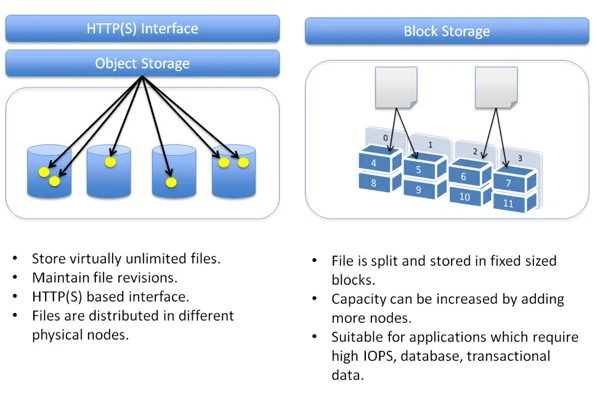 HTTP(S) Interface
Object Storage
• Store virtually unlimited files.
• Maintain file revisions.
• HTTP(S) based interface.
• Files are distributed in different
physical nodes.
Block Storage
0
1
2
3
4
5
6
7
8
9
10
11
• File is split and stored in fixed sized
blocks.
• Capacity can be increased by adding
more nodes.
• Suitable for applications which require
high IOPS, database, transactional
data.